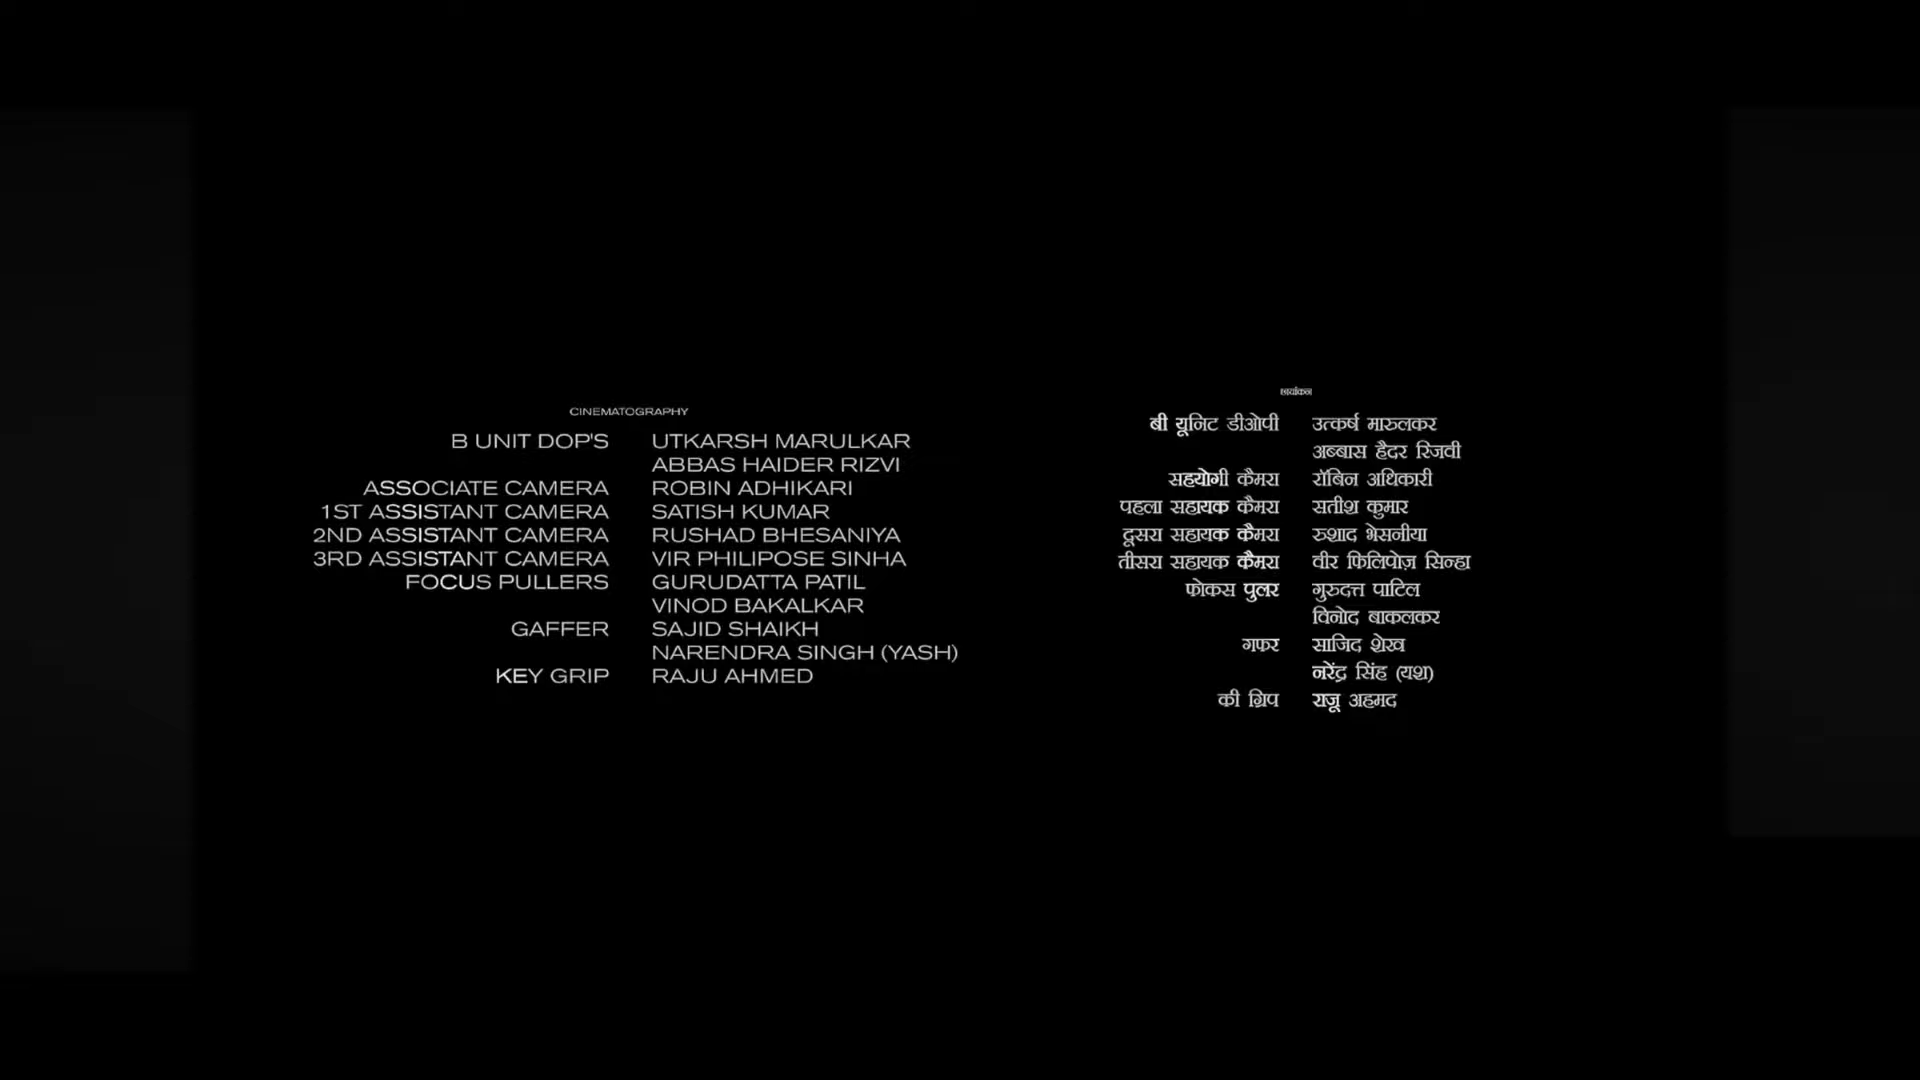 CINEMATOGRAPHY
B UNIT DOP'S UTKARSH MARULKAR
ABBAS HAIDER RIZVI
ASSOCIATE CAMERA ROBIN ADHIKARI
1ST ASSISTANT CAMERA SATISH KUMAR
2ND ASSISTANT CAMERA RUSHAD BHESANIYA
3RD ASSISTANT CAMERA VIR PHILIPOSE SINHA
FOCUS PULLERS GURUDATTA PATIL
VINOD BAKALKAR
GAFFER SAJID SHAIKH
NARENDRA SINGH (YASH)
KEY GRIP RAJU AHMED
छायांकन
बी यूनिट डीओपी उत्कर्ष मारुलकर
अब्बास हैदर रिजवी
सहयोगी कैमरा रॉबिन अधिकारी
पहला सहायक कैमरा सतीश कुमार
दूसरा सहायक कैमरा रुशाद भेसनीया
तीसरा सहायक कैमरा वीर फिलिपोज़ सिन्हा
फोकस पुलर गुरुदत्त पाटिल
विनोद बाकलकर
गफर साजिद शेख
नरेंद्र सिंह (यश)
की ग्रिप राजू अहमद